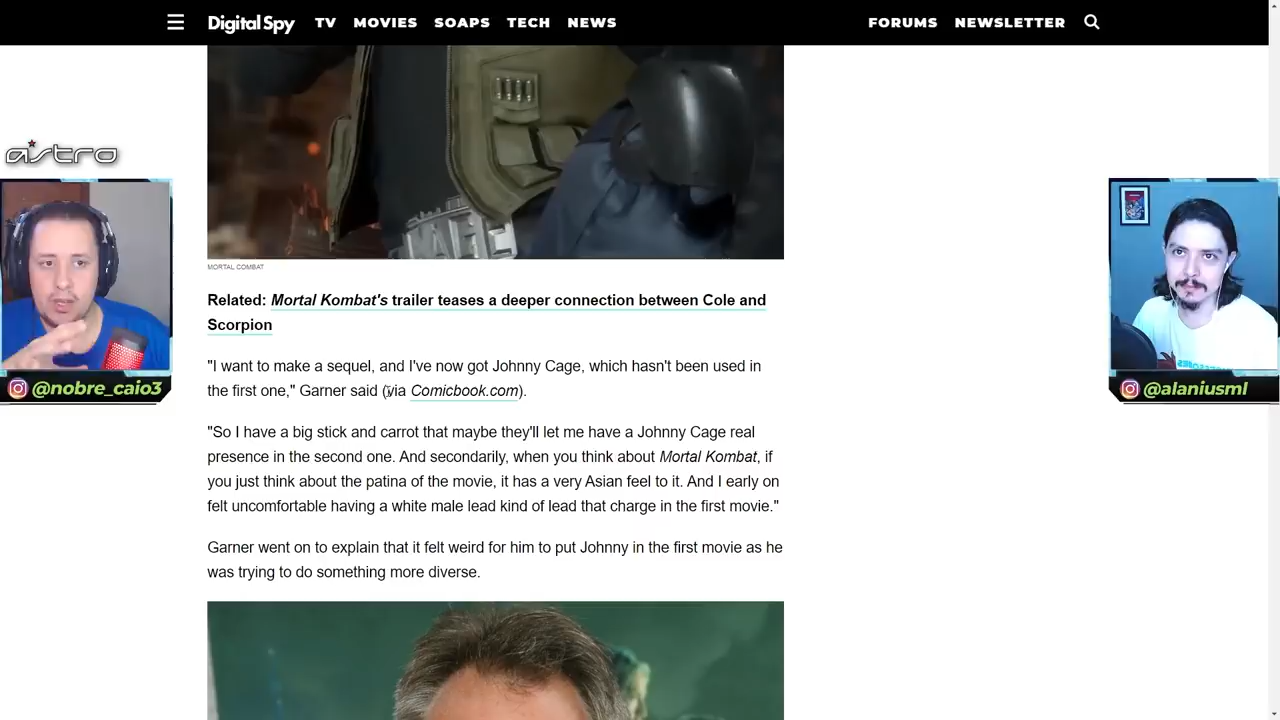 DigitalSpy TV MOVIES SOAPS TECH NEWS FORUMS NEWSLETTER
astro
@nobre_caio3
@alaniusml
MORTAL COMBAT
Related: Mortal Kombat's trailer teases a deeper connection between Cole and
Scorpion
"I want to make a sequel, and I've now got Johnny Cage, which hasn't been used in
the first one," Garner said (via Comicbook.com).
"So I have a big stick and carrot that maybe they'll let me have a Johnny Cage real
presence in the second one. And secondarily, when you think about Mortal Kombat, if
you just think about the patina of the movie, it has a very Asian feel to it. And I early on
felt uncomfortable having a white male lead kind of lead that charge in the first movie."
Garner went on to explain that it felt weird for him to put Johnny in the first movie as he
was trying to do something more diverse.